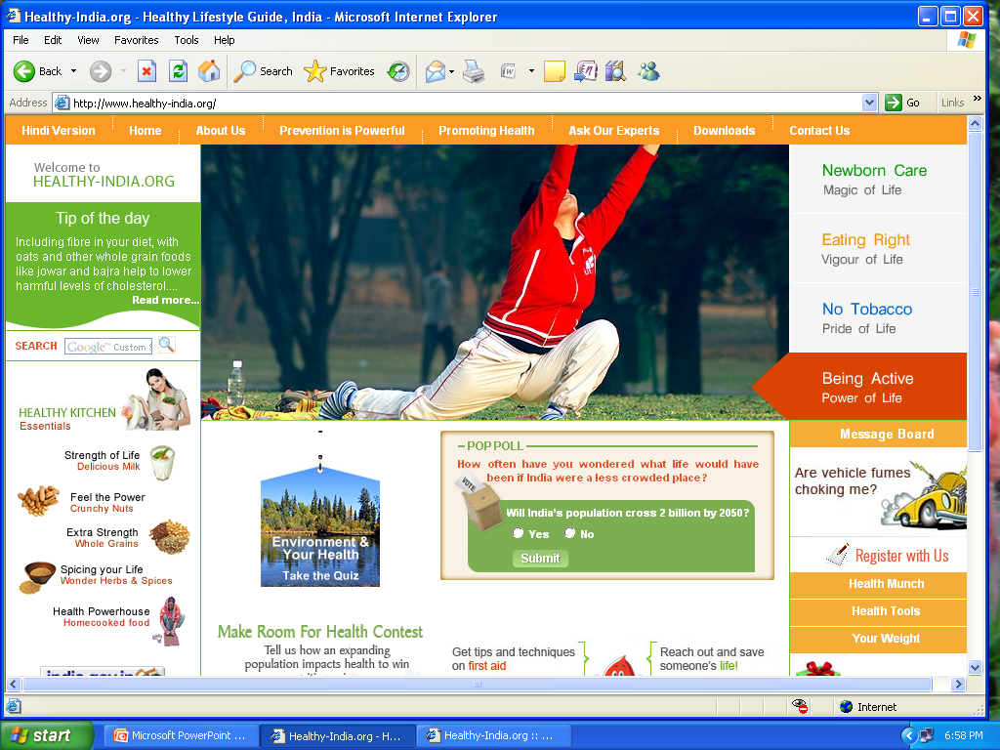 Healthy-India.org - Healthy Lifestyle Guide, India - Microsoft Internet Explorer
File Edit View Favorites Tools Help
Back Search Favorites
Address http://www.healthy-india.org/ Go Links »
Hindi Version Home About Us Prevention is Powerful Promoting Health Ask Our Experts Downloads Contact Us
Welcome to
HEALTHY-INDIA.ORG
Tip of the day
Including fibre in your diet, with
oats and other whole grain foods
like jowar and bajra help to lower
harmful levels of cholesterol....
Read more...
SEARCH Google™ Custom
HEALTHY KITCHEN
Essentials
Strength of Life
Delicious Milk
Feel the Power
Crunchy Nuts
Extra Strength
Whole Grains
Spicing your Life
Wonder Herbs & Spices
Health Powerhouse
Homecooked food
india.gov.in
Newborn Care
Magic of Life
Eating Right
Vigour of Life
No Tobacco
Pride of Life
Being Active
Power of Life
Environment &
Your Health
Take the Quiz
POP POLL
How often have you wondered what life would have
been if India were a less crowded place?
VOTE
Will India's population cross 2 billion by 2050?
Yes No
Submit
Make Room For Health Contest
Tell us how an expanding
population impacts health to win
Get tips and techniques
on first aid
Reach out and save
someone's life!
Message Board
Are vehicle fumes
choking me?
Register with Us
Health Munch
Health Tools
Your Weight
Internet
start Microsoft PowerPoint ... Healthy-India.org - H... Healthy-India.org :: ... 6:58 PM